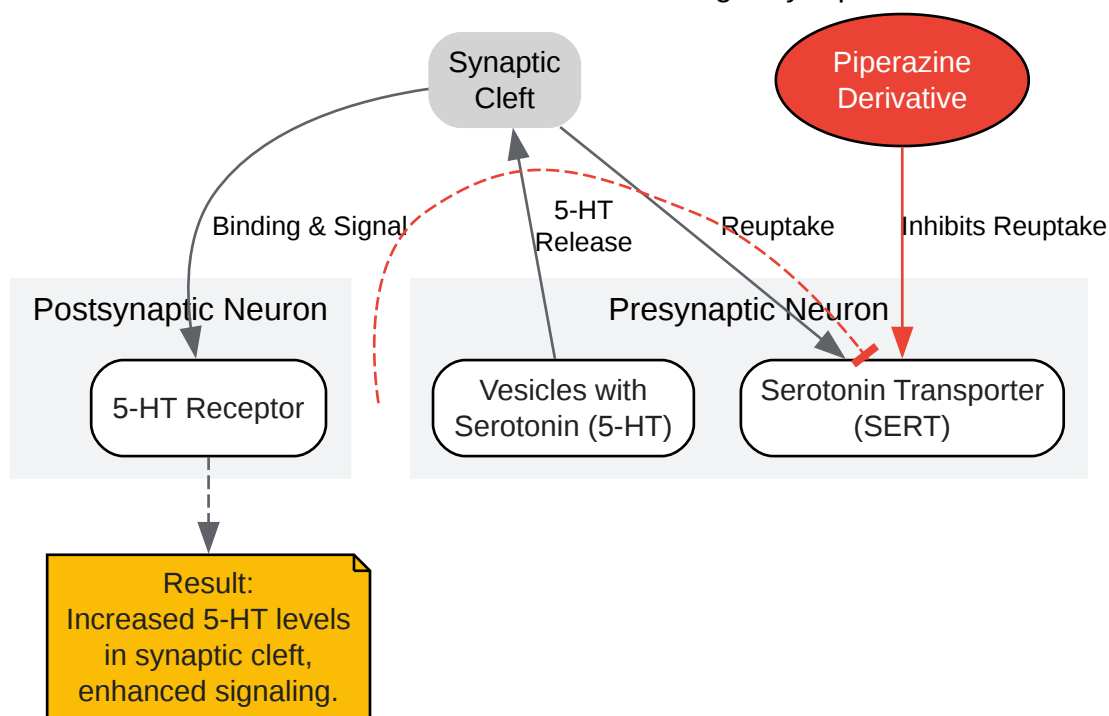 Synaptic
Cleft
Piperazine
Derivative
Binding & Signal
5-HT
Release
Reuptake
Inhibits Reuptake
Postsynaptic Neuron
Presynaptic Neuron
5-HT Receptor
Vesicles with
Serotonin (5-HT)
Serotonin Transporter
(SERT)
Result:
Increased 5-HT levels
in synaptic cleft,
enhanced signaling.